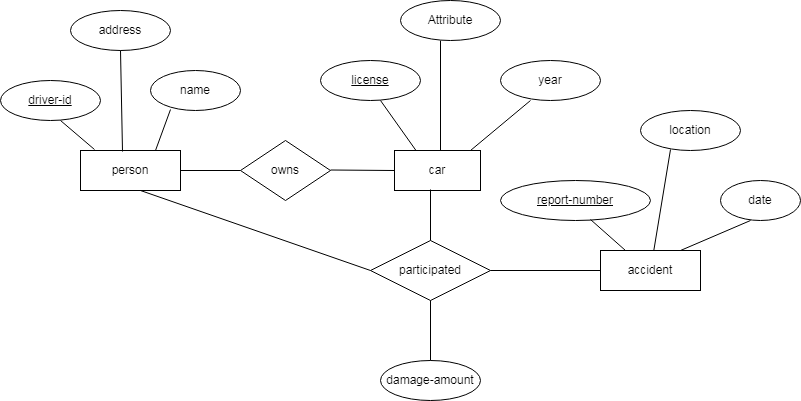 Attribute
address
license
year
name
driver-id
location
person
owns
car
report-number
date
participated
accident
damage-amount